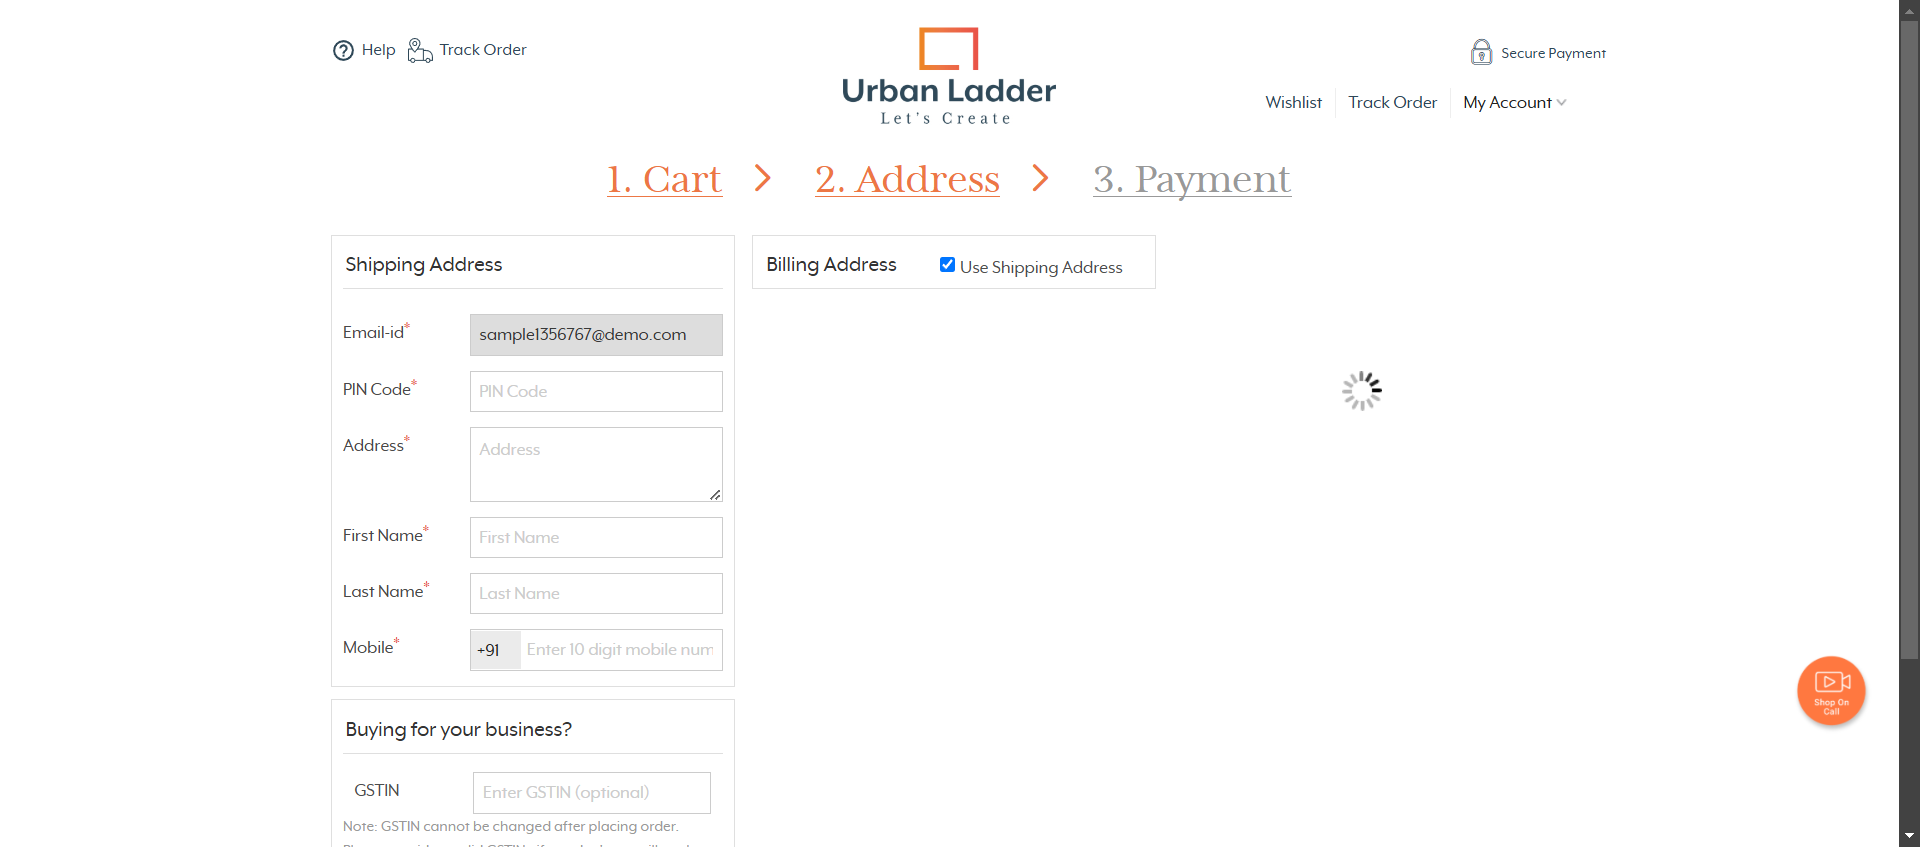 Help Track Order
Urban Ladder
Let's Create
Secure Payment
Wishlist Track Order My Account
1. Cart 2. Address 3. Payment
Shipping Address
Email-id* sample1356767@demo.com
PIN Code* PIN Code
Address* Address
First Name* First Name
Last Name* Last Name
Mobile* +91 Enter 10 digit mobile num
Billing Address Use Shipping Address
Buying for your business?
GSTIN Enter GSTIN (optional)
Note: GSTIN cannot be changed after placing order.
Shop On
Call